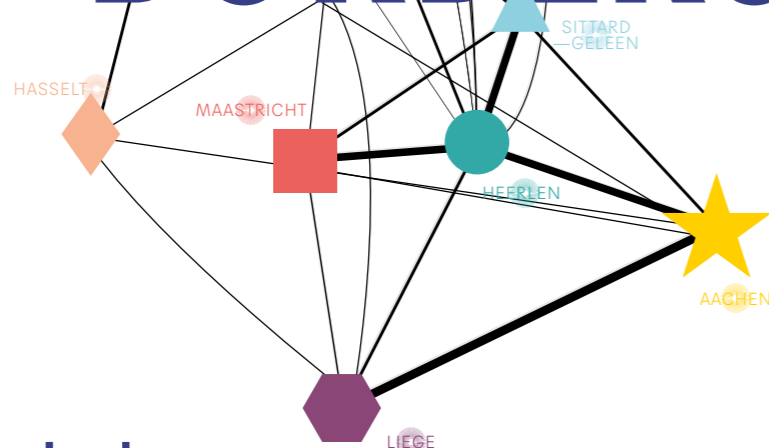 SITTARD
—GELEEN
HASSELT
MAASTRICHT
HEERLEN
AACHEN
LIEGE